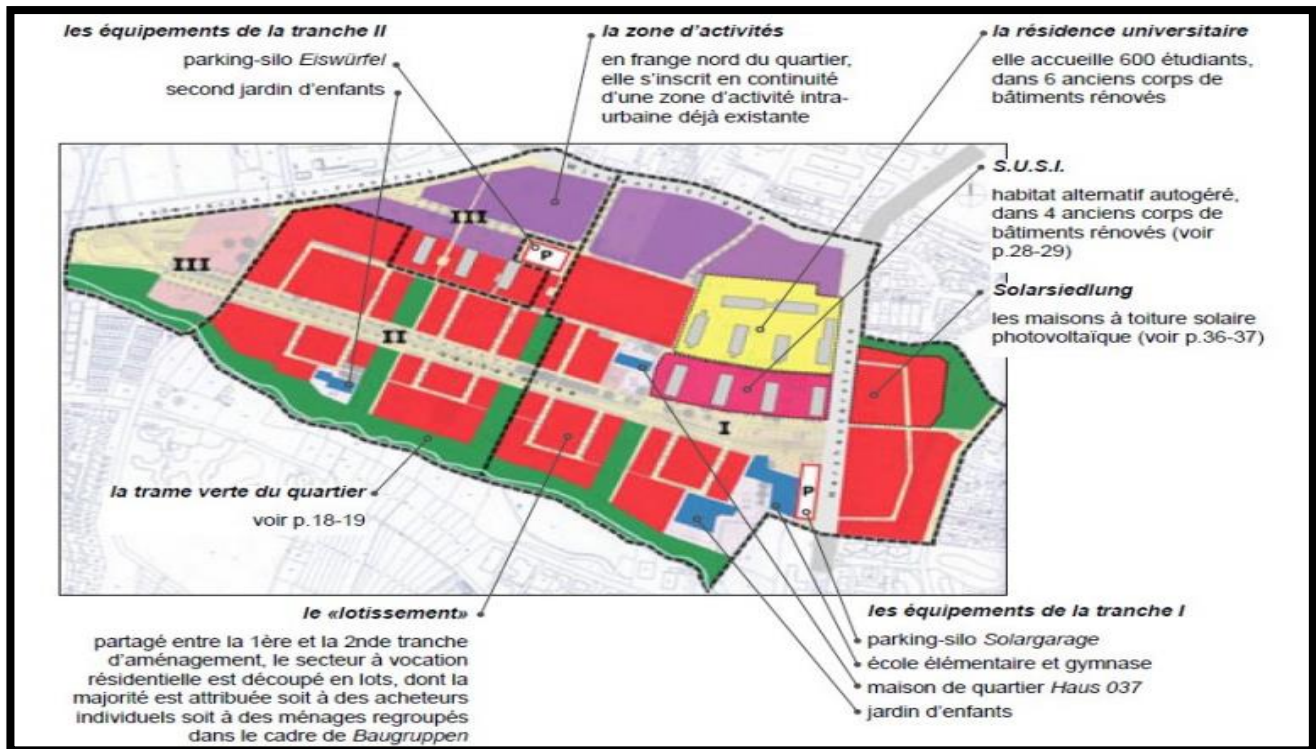 les équipements de la tranche II
parking-silo Eiswürfel
second jardin d'enfants
la zone d'activités
en frange nord du quartier,
elle s'inscrit en continuité
d'une zone d'activité intra-
urbaine déjà existante
la résidence universitaire
elle accueille 600 étudiants,
dans 6 anciens corps de
bâtiments rénovés
S.U.S.I.
habitat alternatif autogéré,
dans 4 anciens corps de
bâtiments rénovés (voir
p.28-29)
Solarsiedlung
les maisons à toiture solaire
photovoltaïque (voir p.36-37)
III
P
III
II
I
P
la trame verte du quartier
voir p.18-19
le «lotissement»
partagé entre la 1ère et la 2nde tranche
d'aménagement, le secteur à vocation
résidentielle est découpé en lots, dont la
majorité est attribuée soit à des acheteurs
individuels soit à des ménages regroupés
dans le cadre de Baugruppen
les équipements de la tranche I
parking-silo Solargarage
école élémentaire et gymnase
maison de quartier Haus 037
jardin d'enfants